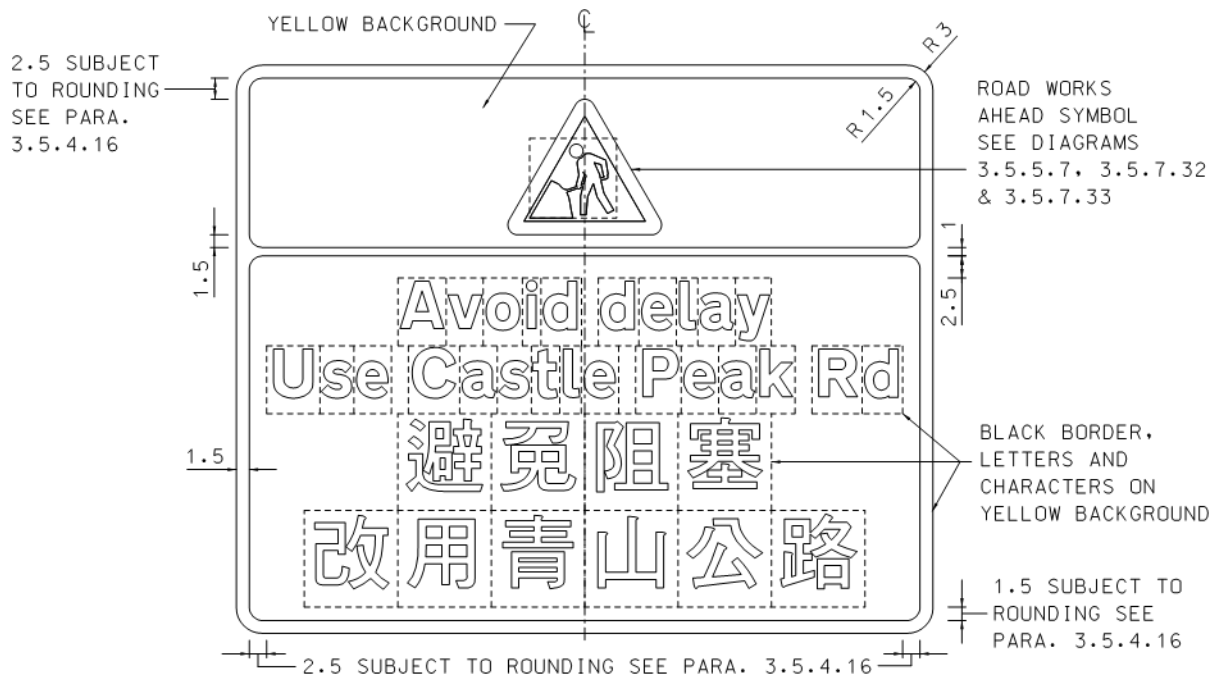 YELLOW BACKGROUND
℄
2.5 SUBJECT
TO ROUNDING
SEE PARA.
3.5.4.16
R3
R1.5
ROAD WORKS
AHEAD SYMBOL
SEE DIAGRAMS
3.5.5.7, 3.5.7.32
& 3.5.7.33
1.5
1
2.5
Avoid delay
Use Castle Peak Rd
避免阻塞
改用青山公路
1.5
BLACK BORDER,
LETTERS AND
CHARACTERS ON
YELLOW BACKGROUND
1.5 SUBJECT TO
ROUNDING SEE
PARA. 3.5.4.16
2.5 SUBJECT TO ROUNDING SEE PARA. 3.5.4.16